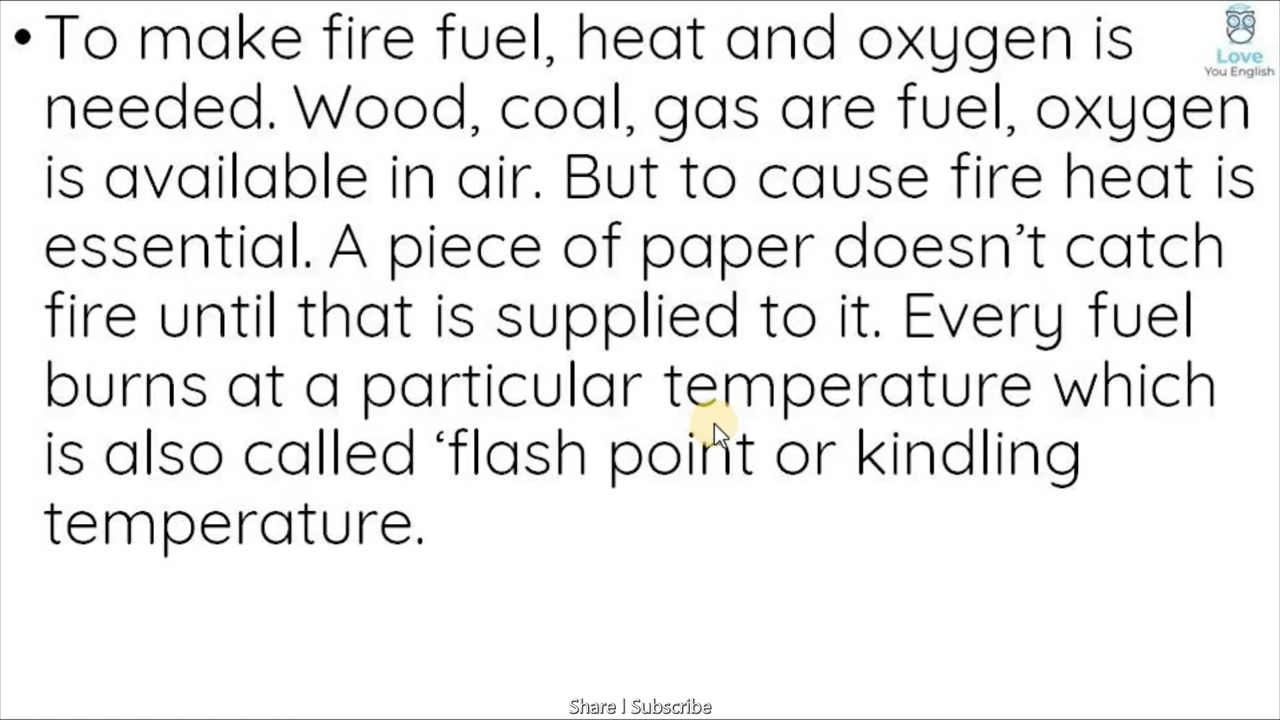 • To make fire fuel, heat and oxygen is
needed. Wood, coal, gas are fuel, oxygen
is available in air. But to cause fire heat is
essential. A piece of paper doesn’t catch
fire until that is supplied to it. Every fuel
burns at a particular temperature which
is also called ‘flash point or kindling
temperature.
Love
You English
Share | Subscribe